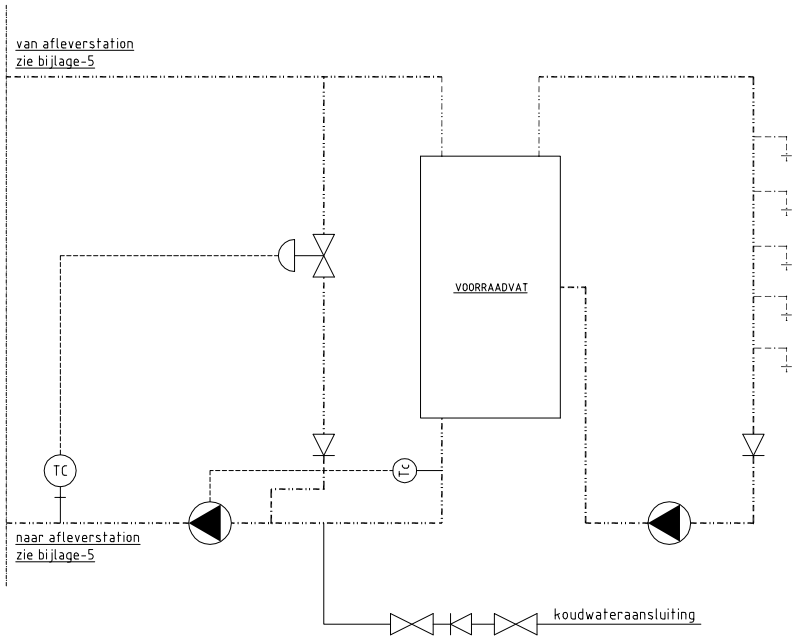 van afleverstation
zie bijlage-5
VOORRAADVAT
TC
TC
naar afleverstation
zie bijlage-5
koudwateraansluiting